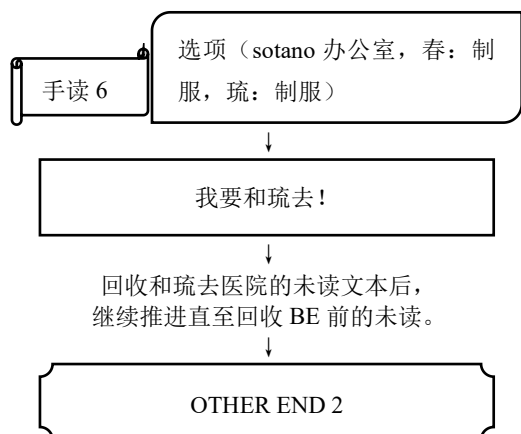 选项（sotano 办公室，春：制
服，琉：制服）
手读 6
↓
我要和琉去！
↓
回收和琉去医院的未读文本后，
继续推进直至回收 BE 前的未读。
↓
OTHER END 2